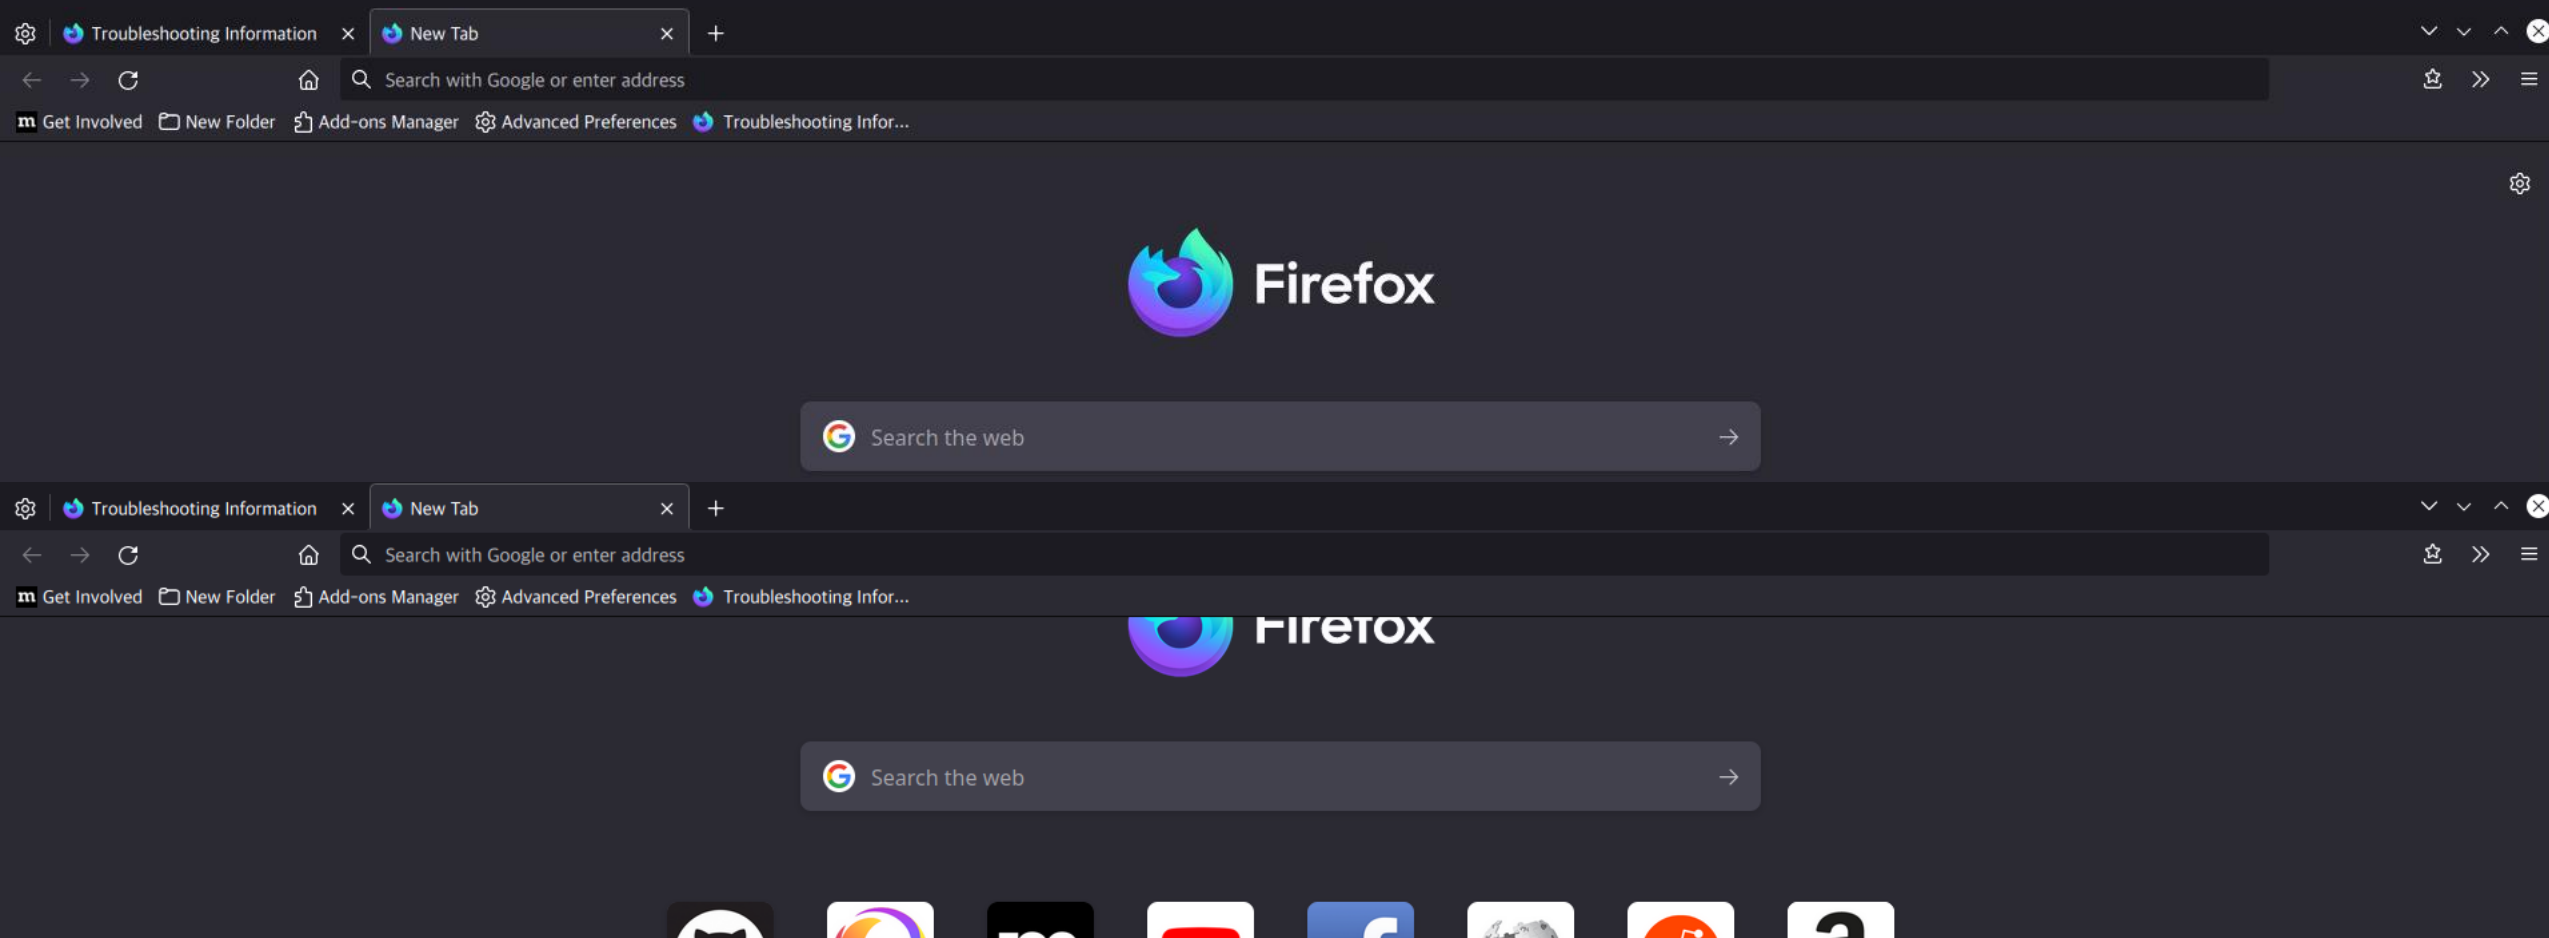 Troubleshooting Information New Tab
Search with Google or enter address
m Get Involved New Folder Add-ons Manager Advanced Preferences Troubleshooting Infor...
Firefox
G Search the web
Troubleshooting Information New Tab
Search with Google or enter address
m Get Involved New Folder Add-ons Manager Advanced Preferences Troubleshooting Infor...
Firefox
G Search the web
m f a